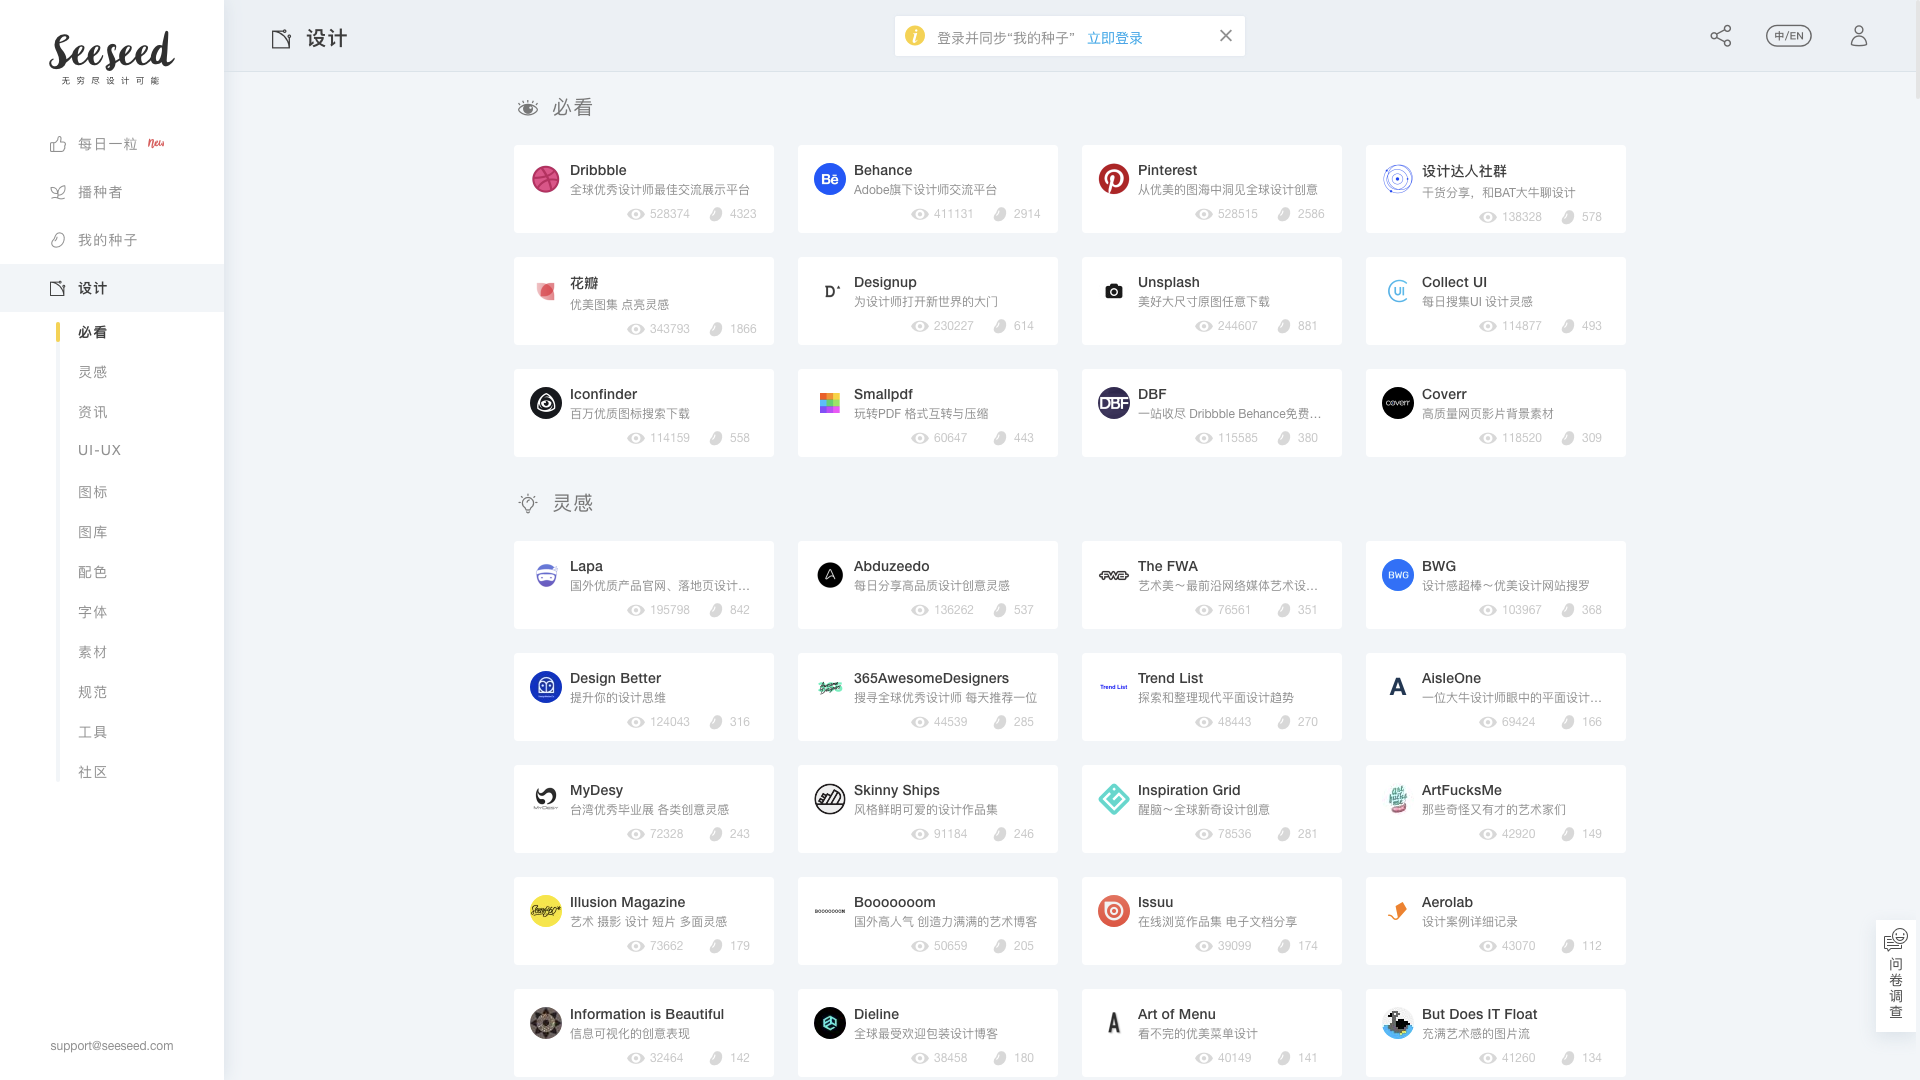 Seeseed
无穷尽设计可能
每日一粒 New
播种者
我的种子
设计
必看
灵感
资讯
UI-UX
图标
图库
配色
字体
素材
规范
工具
社区
support@seeseed.com
设计
登录并同步“我的种子” 立即登录
中/EN
必看
Dribbble
全球优秀设计师最佳交流展示平台
528374 4323
Bē
Behance
Adobe旗下设计师交流平台
411131 2914
Pinterest
从优美的图海中洞见全球设计创意
528515 2586
设计达人社群
干货分享，和BAT大牛聊设计
138328 578
花瓣
优美图集 点亮灵感
343793 1866
D
Designup
为设计师打开新世界的大门
230227 614
Unsplash
美好大尺寸原图任意下载
244607 881
UI
Collect UI
每日搜集UI 设计灵感
114877 493
Iconfinder
百万优质图标搜索下载
114159 558
Smallpdf
玩转PDF 格式互转与压缩
60647 443
DBF
DBF
一站收尽 Dribbble Behance免费…
115585 380
coverr
Coverr
高质量网页影片背景素材
118520 309
灵感
Lapa
国外优质产品官网、落地页设计…
195798 842
Abduzeedo
每日分享高品质设计创意灵感
136262 537
FWA
The FWA
艺术美～最前沿网络媒体艺术设…
76561 351
BWG
BWG
设计感超棒～优美设计网站搜罗
103967 368
Design Better
提升你的设计思维
124043 316
365AwesomeDesigners
搜寻全球优秀设计师 每天推荐一位
44539 285
Trend List
Trend List
探索和整理现代平面设计趋势
48443 270
A
AisleOne
一位大牛设计师眼中的平面设计…
69424 166
MyDesy
台湾优秀毕业展 各类创意灵感
72328 243
Skinny Ships
风格鲜明可爱的设计作品集
91184 246
Inspiration Grid
醒脑～全球新奇设计创意
78536 281
art fucks me
ArtFucksMe
那些奇怪又有才的艺术家们
42920 149
Illusion Magazine
艺术 摄影 设计 短片 多面灵感
73662 179
BOOOOOOOM
Booooooom
国外高人气 创造力满满的艺术博客
50659 205
Issuu
在线浏览作品集 电子文档分享
39099 174
Aerolab
设计案例详细记录
43070 112
Information is Beautiful
信息可视化的创意表现
32464 142
Dieline
全球最受欢迎包装设计博客
38458 180
A
Art of Menu
看不完的优美菜单设计
40149 141
But Does IT Float
充满艺术感的图片流
41260 134
问卷调查